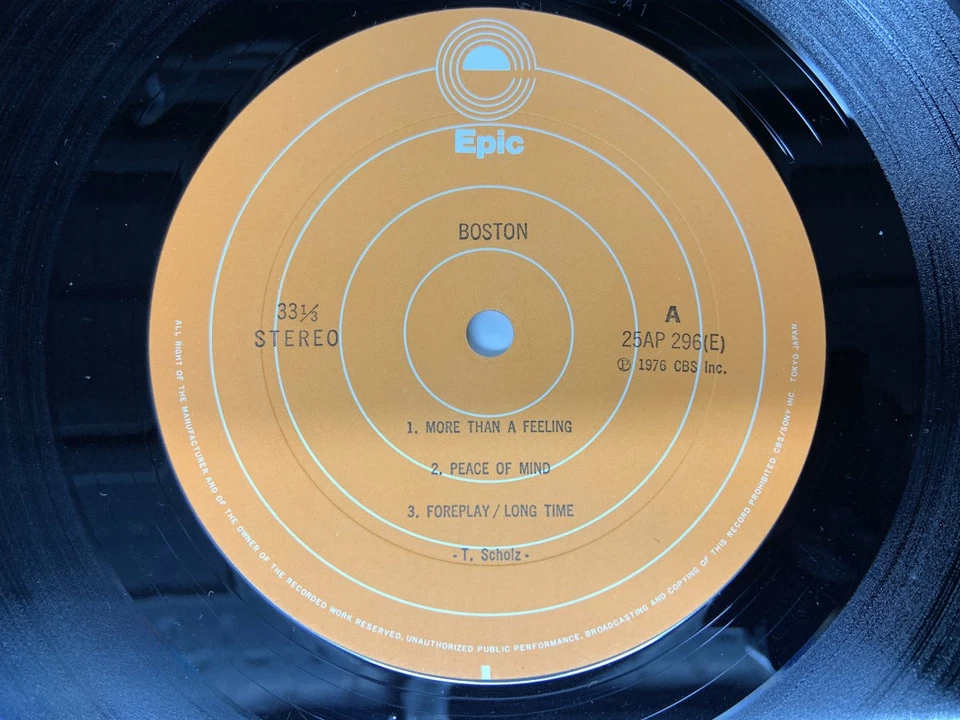 Epic
BOSTON
33⅓
STEREO
A
25AP 296(E)
℗ 1976 CBS Inc.
1. MORE THAN A FEELING
2. PEACE OF MIND
3. FOREPLAY / LONG TIME
・T. Scholz・
ALL RIGHT OF THE MANUFACTURER AND OF THE OWNER OF THE RECORDED WORK RESERVED, UNAUTHORIZED PUBLIC PERFORMANCE, BROADCASTING AND COPYING OF THIS RECORD PROHIBITED. CBS/SONY INC. TOKYO JAPAN.